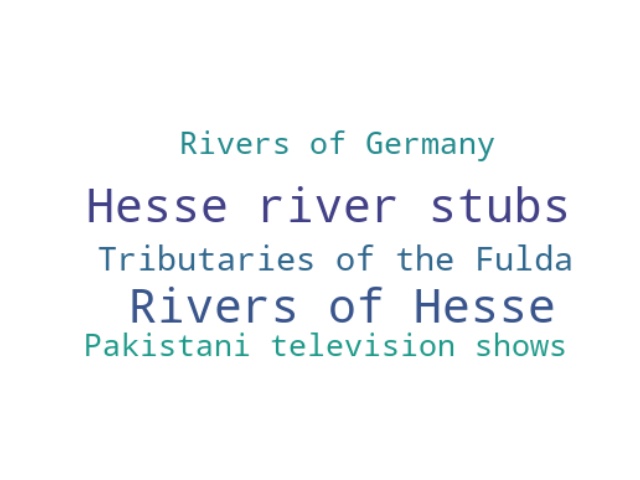 Rivers of Germany
Hesse river stubs
Tributaries of the Fulda
Rivers of Hesse
Pakistani television shows